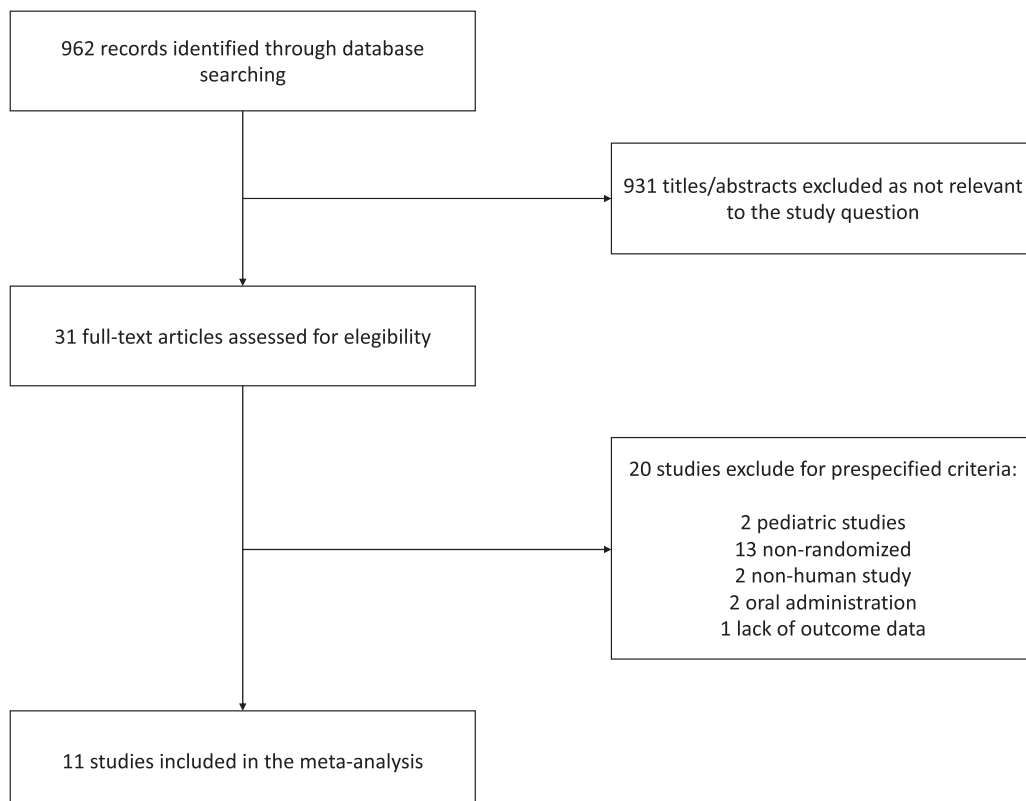 962 records identified through database
searching
931 titles/abstracts excluded as not relevant
to the study question
31 full-text articles assessed for elegibility
20 studies exclude for prespecified criteria:
2 pediatric studies
13 non-randomized
2 non-human study
2 oral administration
1 lack of outcome data
11 studies included in the meta-analysis